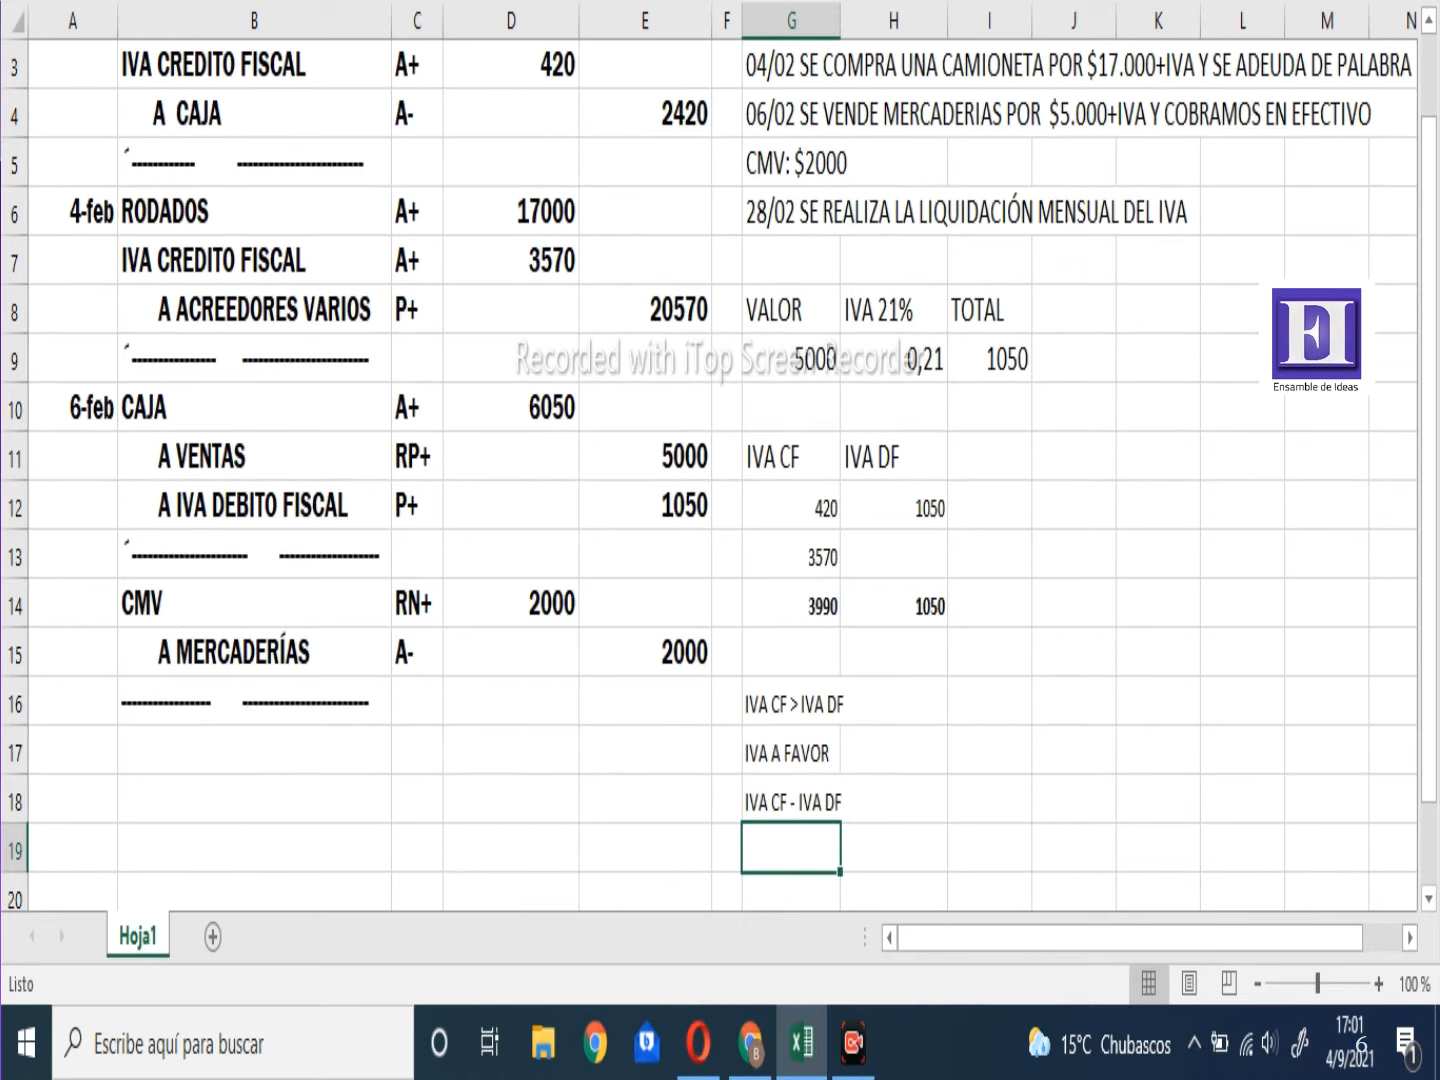 A B C D E F G H I J K L M N
3 IVA CREDITO FISCAL A+ 420 04/02 SE COMPRA UNA CAMIONETA POR $17.000+IVA Y SE ADEUDA DE PALABRA
4 A CAJA A- 2420 06/02 SE VENDE MERCADERIAS POR $5.000+IVA Y COBRAMOS EN EFECTIVO
5 ´------------ ------------------------ CMV: $2000
6 4-feb RODADOS A+ 17000 28/02 SE REALIZA LA LIQUIDACIÓN MENSUAL DEL IVA
7 IVA CREDITO FISCAL A+ 3570
8 A ACREEDORES VARIOS P+ 20570 VALOR IVA 21% TOTAL
9 ´---------------- ------------------------ 5000 0,21 1050
Recorded with iTop Screen Recorder
EI
Ensamble de Ideas
10 6-feb CAJA A+ 6050
11 A VENTAS RP+ 5000 IVA CF IVA DF
12 A IVA DEBITO FISCAL P+ 1050 420 1050
13 ´---------------------- ------------------- 3570
14 CMV RN+ 2000 3990 1050
15 A MERCADERÍAS A- 2000
16 ----------------- ------------------------ IVA CF > IVA DF
17 IVA A FAVOR
18 IVA CF - IVA DF
19
20
Hoja1
Listo 100 %
Escribe aquí para buscar 15°C Chubascos 17:01
4/9/2021 6 1